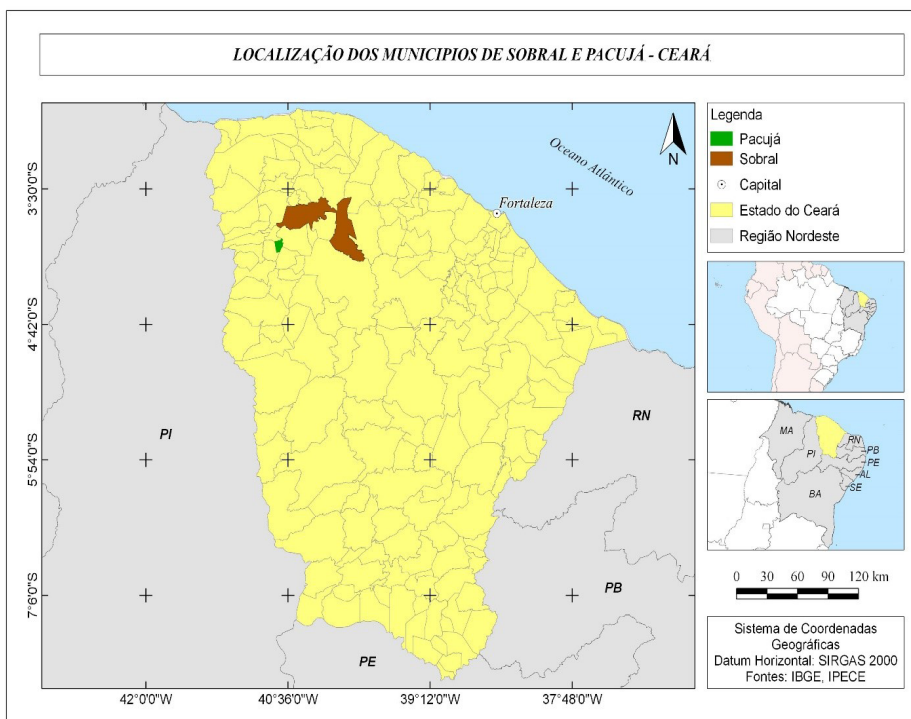 LOCALIZAÇÃO DOS MUNICIPIOS DE SOBRAL E PACUJÁ - CEARÁ
Legenda
Pacujá
Sobral
Capital
Estado do Ceará
Região Nordeste
N
Oceano Atlántico
Fortaleza
3°30'0"S
4°42'0"S
5°54'0"S
7°6'0"S
PI
RN
PB
PE
42°0'0"W
40°36'0"W
39°12'0"W
37°48'0"W
MA
PI
RN
PB
PE
AL
SE
BA
0 30 60 90 120 km
Sistema de Coordenadas
Geográficas
Datum Horizontal: SIRGAS 2000
Fontes: IBGE, IPECE